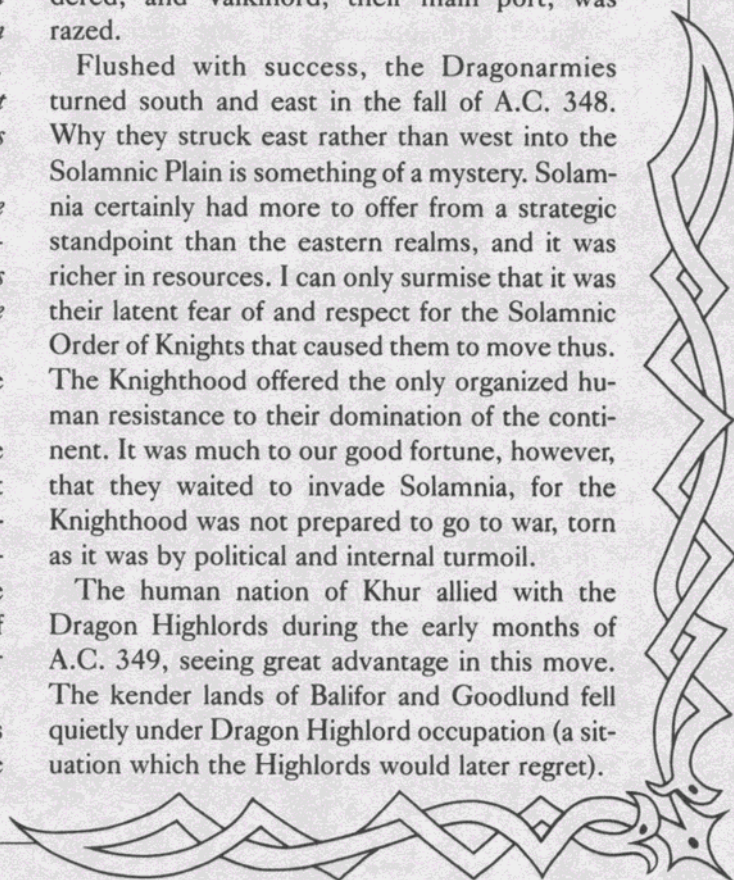 razed.
Flushed with success, the Dragonarmies
turned south and east in the fall of A.C. 348.
Why they struck east rather than west into the
Solamnic Plain is something of a mystery. Solam-
nia certainly had more to offer from a strategic
standpoint than the eastern realms, and it was
richer in resources. I can only surmise that it was
their latent fear of and respect for the Solamnic
Order of Knights that caused them to move thus.
The Knighthood offered the only organized hu-
man resistance to their domination of the conti-
nent. It was much to our good fortune, however,
that they waited to invade Solamnia, for the
Knighthood was not prepared to go to war, torn
as it was by political and internal turmoil.
The human nation of Khur allied with the
Dragon Highlords during the early months of
A.C. 349, seeing great advantage in this move.
The kender lands of Balifor and Goodlund fell
quietly under Dragon Highlord occupation (a sit-
uation which the Highlords would later regret).